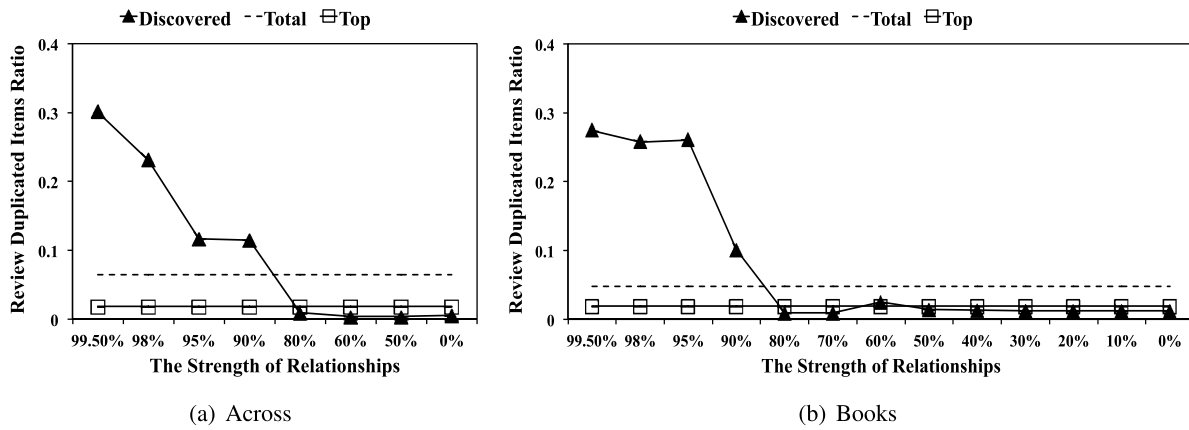 Discovered Total Top
Review Duplicated Items Ratio
0.4
0.3
0.2
0.1
0
99.50% 98% 95% 90% 80% 60% 50% 0%
The Strength of Relationships
(a) Across
Discovered Total Top
Review Duplicated Items Ratio
0.4
0.3
0.2
0.1
0
99.50% 98% 95% 90% 80% 70% 60% 50% 40% 30% 20% 10% 0%
The Strength of Relationships
(b) Books